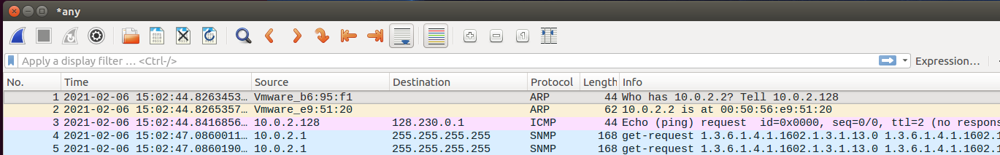 *any
Apply a display filter … <Ctrl-/> Expression…
No. Time Source Destination Protocol Length Info
1 2021-02-06 15:02:44.8263453… Vmware_b6:95:f1 ARP 44 Who has 10.0.2.2? Tell 10.0.2.128
2 2021-02-06 15:02:44.8265357… Vmware_e9:51:20 ARP 62 10.0.2.2 is at 00:50:56:e9:51:20
3 2021-02-06 15:02:44.8416856… 10.0.2.128 128.230.0.1 ICMP 44 Echo (ping) request id=0x0000, seq=0/0, ttl=2 (no respons
4 2021-02-06 15:02:47.0860011… 10.0.2.1 255.255.255.255 SNMP 168 get-request 1.3.6.1.4.1.1602.1.3.1.13.0 1.3.6.1.4.1.1602.1
5 2021-02-06 15:02:47.0860190… 10.0.2.1 255.255.255.255 SNMP 168 get-request 1.3.6.1.4.1.1602.1.3.1.13.0 1.3.6.1.4.1.1602.1